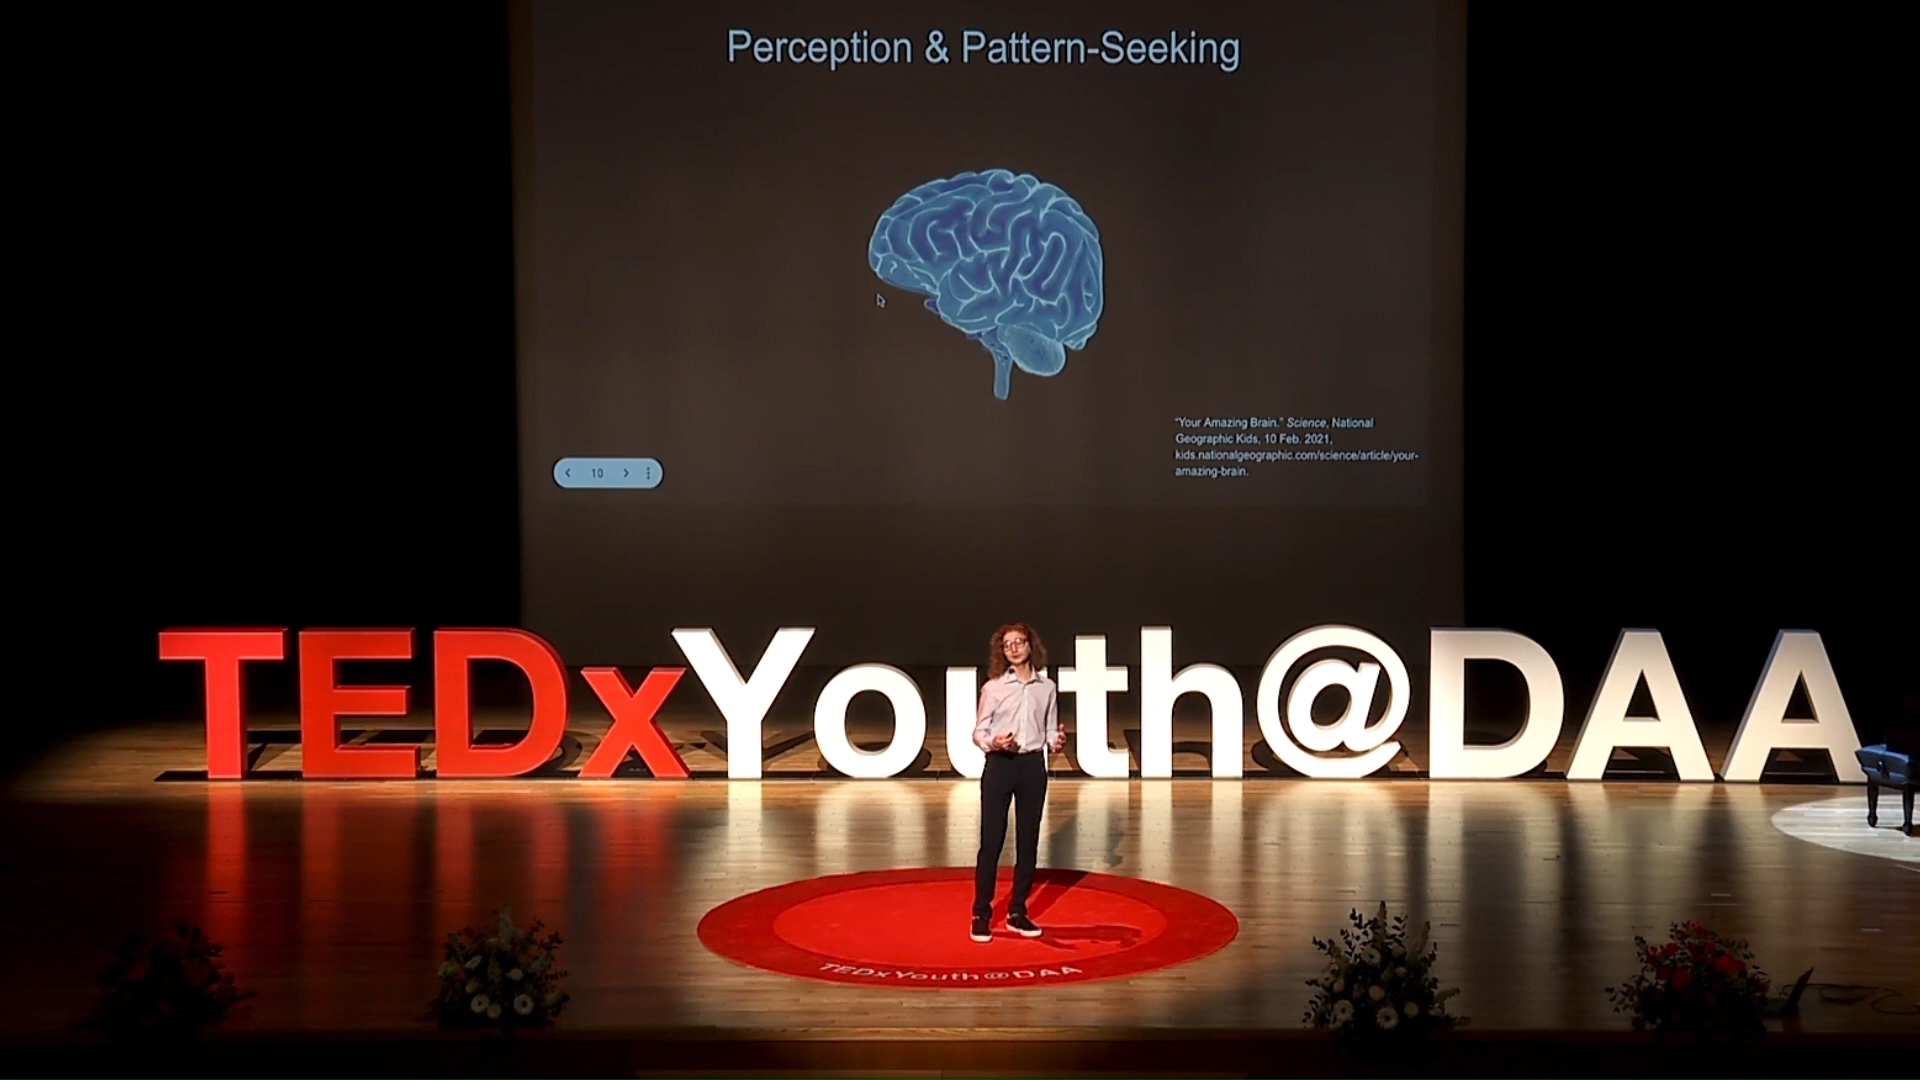 Perception & Pattern-Seeking
"Your Amazing Brain." Science, National
Geographic Kids, 10 Feb. 2021,
kids.nationalgeographic.com/science/article/your-
amazing-brain.
10
TEDxYouth@DAA
TEDxYouth@DAA